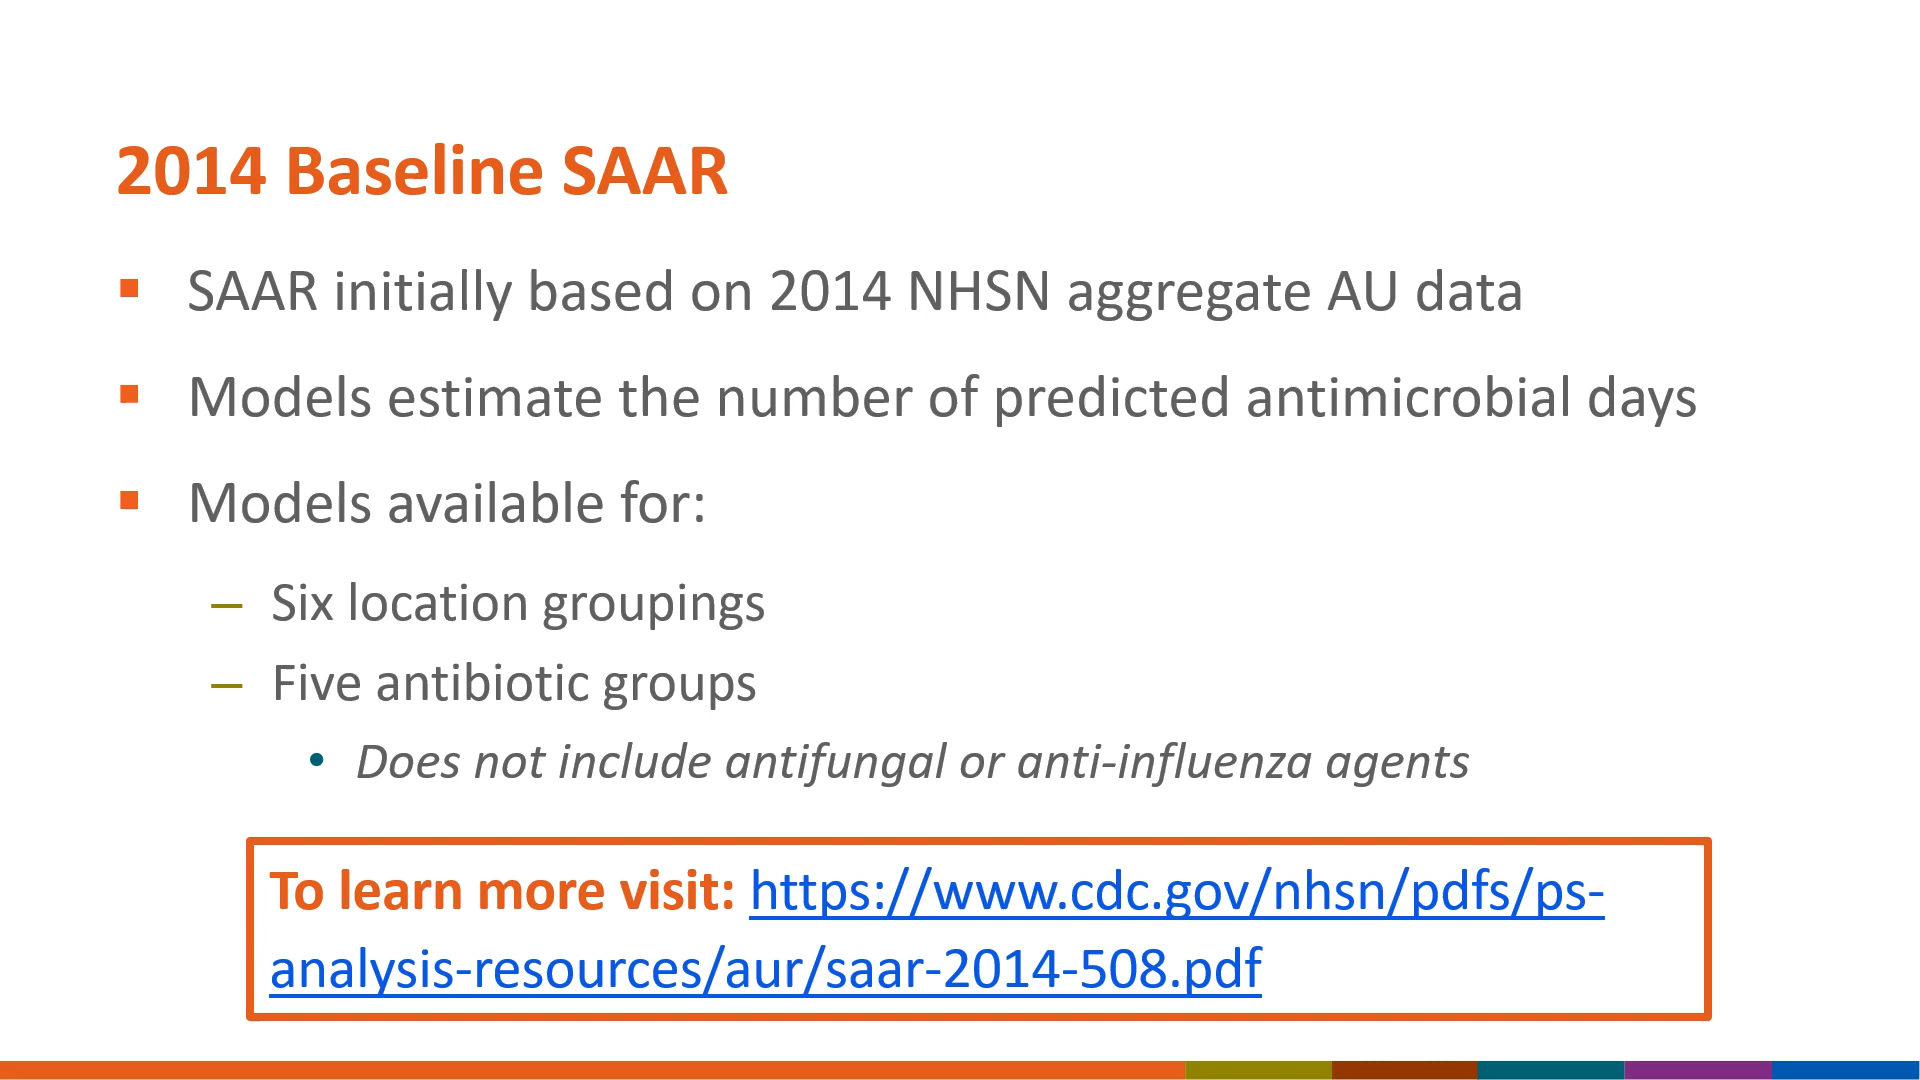 2014 Baseline SAAR
▪ SAAR initially based on 2014 NHSN aggregate AU data
▪ Models estimate the number of predicted antimicrobial days
▪ Models available for:
– Six location groupings
– Five antibiotic groups
• Does not include antifungal or anti-influenza agents
To learn more visit: https://www.cdc.gov/nhsn/pdfs/ps-
analysis-resources/aur/saar-2014-508.pdf